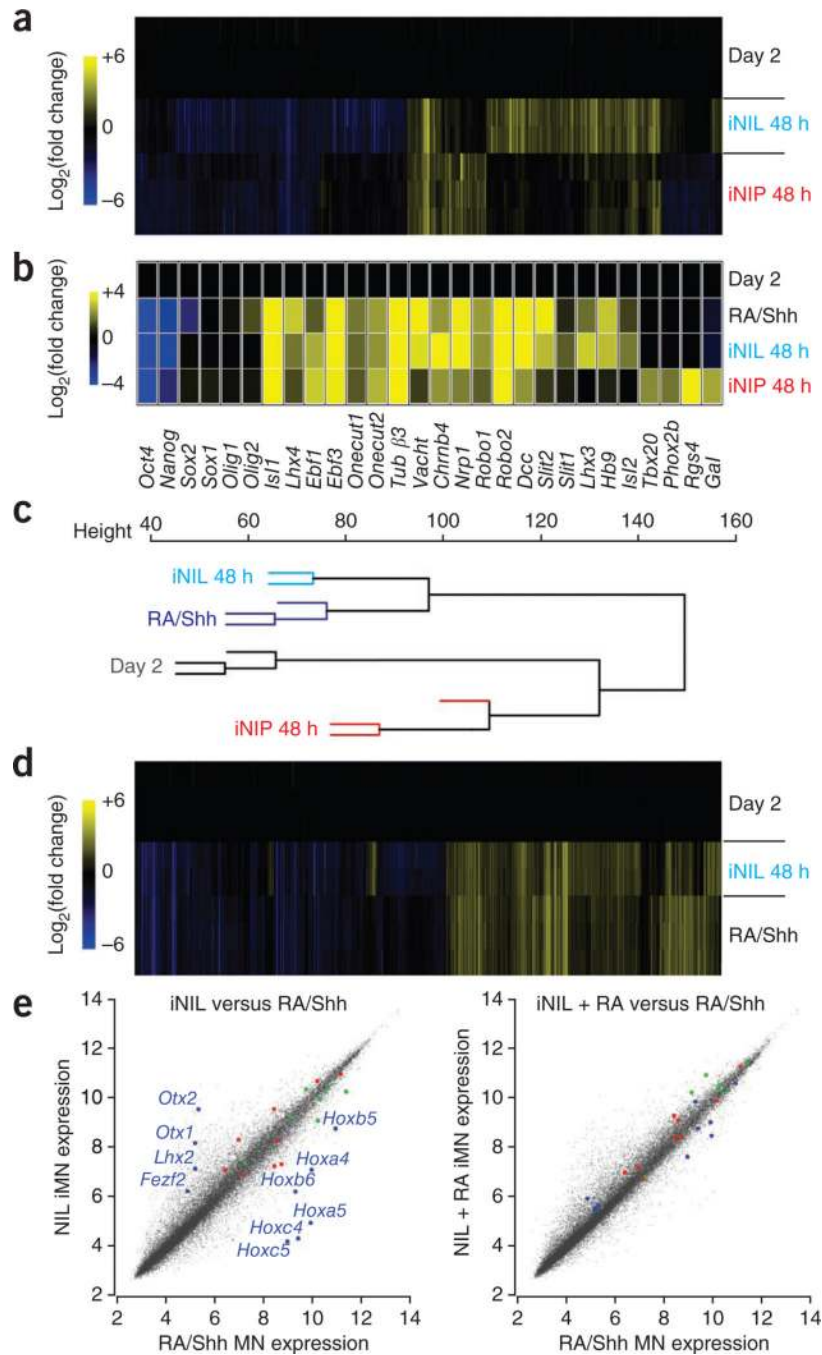 a
Log2(fold change)
+6
0
−6
Day 2
iNIL 48 h
iNIP 48 h
b
Log2(fold change)
+4
0
−4
Day 2
RA/Shh
iNIL 48 h
iNIP 48 h
Oct4
Nanog
Sox2
Sox1
Olig1
Olig2
Isl1
Lhx4
Ebf1
Ebf3
Onecut1
Onecut2
Tub β3
Vacht
Chrnb4
Nrp1
Robo1
Robo2
Dcc
Slit2
Slit1
Lhx3
Hb9
Isl2
Tbx20
Phox2b
Rgs4
Gal
c
Height 40 60 80 100 120 140 160
iNIL 48 h
RA/Shh
Day 2
iNIP 48 h
d
Log2(fold change)
+6
0
−6
Day 2
iNIL 48 h
RA/Shh
e
iNIL versus RA/Shh
NIL iMN expression
14
12
10
8
6
4
2
Otx2
Otx1
Lhx2
Fezf2
Hoxb5
Hoxa4
Hoxb6
Hoxa5
Hoxc4
Hoxc5
2 4 6 8 10 12 14
RA/Shh MN expression
iNIL + RA versus RA/Shh
NIL + RA iMN expression
14
12
10
8
6
4
2
2 4 6 8 10 12 14
RA/Shh MN expression